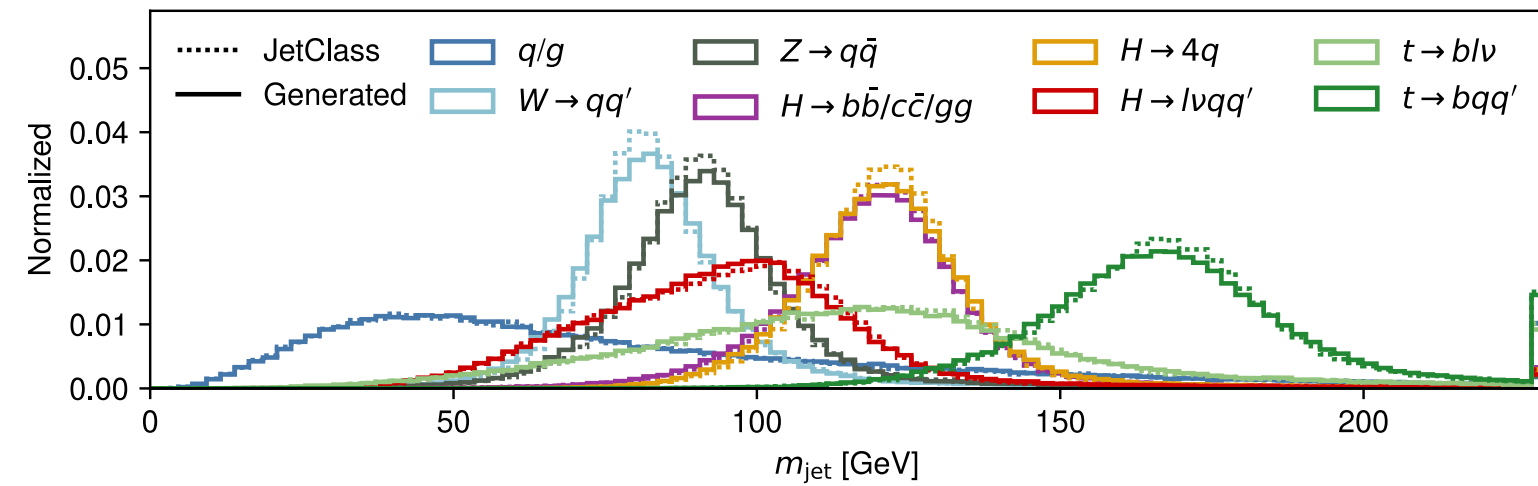 JetClass q/g Z → qq̄ H → 4q t → blν
Generated W → qq′ H → bb̄/cc̄/gg H → lνqq′ t → bqq′
Normalized
0.05
0.04
0.03
0.02
0.01
0.00
0 50 100 150 200
m_jet [GeV]